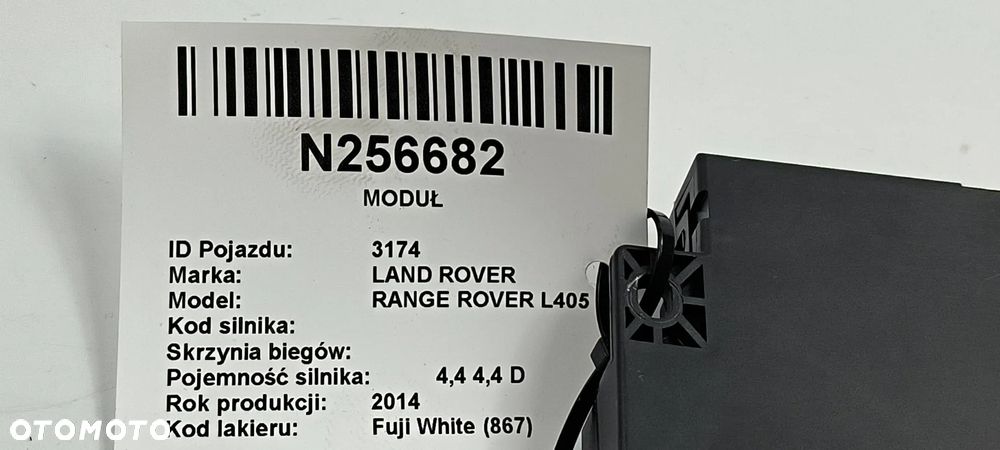 N256682
MODUŁ
ID Pojazdu: 3174
Marka: LAND ROVER
Model: RANGE ROVER L405
Kod silnika:
Skrzynia biegów:
Pojemność silnika: 4,4 4,4 D
Rok produkcji: 2014
Kod lakieru: Fuji White (867)
OTOMOTO